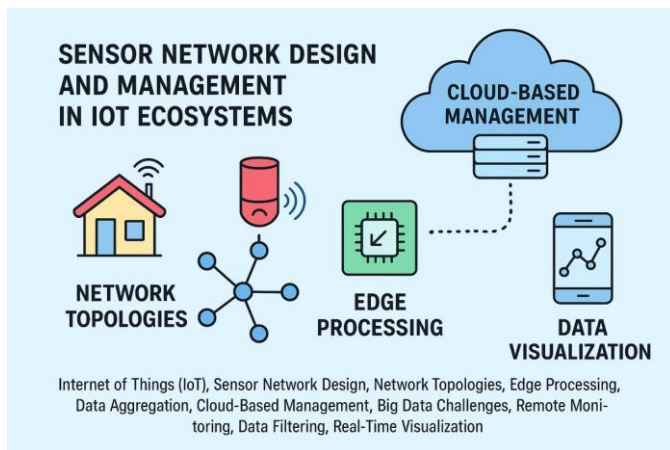 SENSOR NETWORK DESIGN
AND MANAGEMENT
IN IOT ECOSYSTEMS
CLOUD-BASED
MANAGEMENT
NETWORK
TOPOLOGIES
EDGE
PROCESSING
DATA
VISUALIZATION
Internet of Things (IoT), Sensor Network Design, Network Topologies, Edge Processing,
Data Aggregation, Cloud-Based Management, Big Data Challenges, Remote Moni-
toring, Data Filtering, Real-Time Visualization